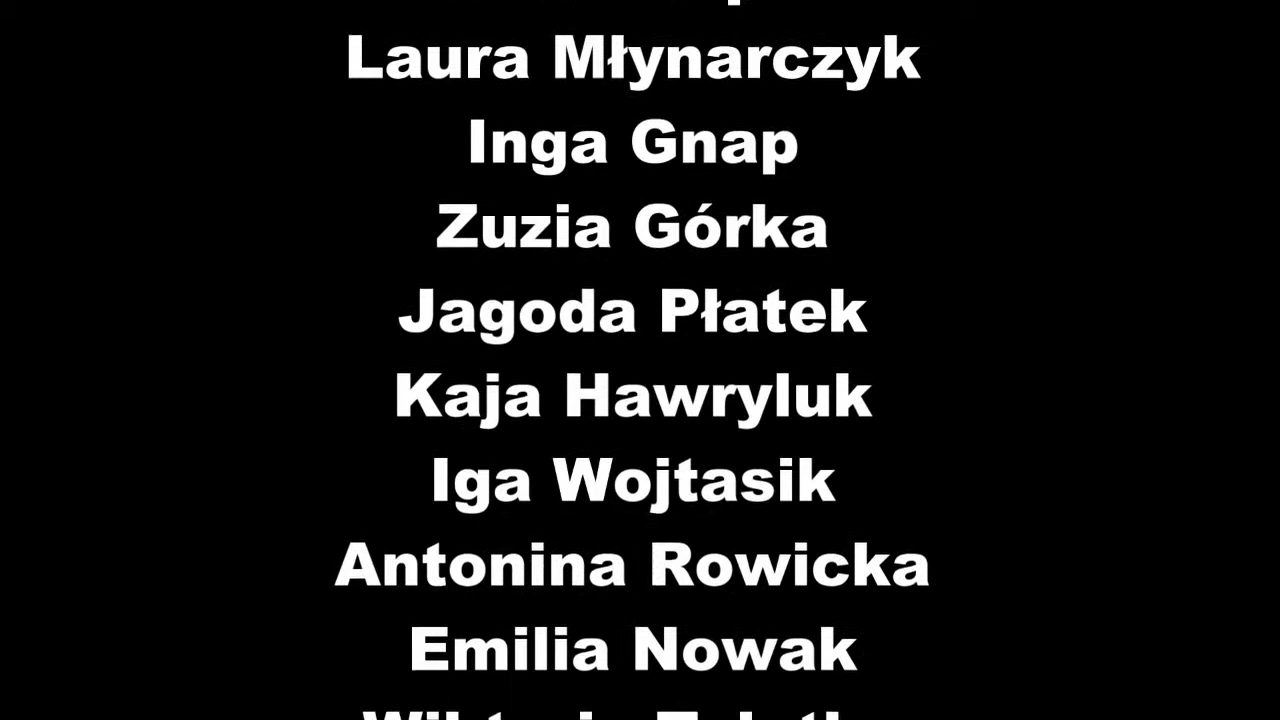 Laura Młynarczyk
Inga Gnap
Zuzia Górka
Jagoda Płatek
Kaja Hawryluk
Iga Wojtasik
Antonina Rowicka
Emilia Nowak